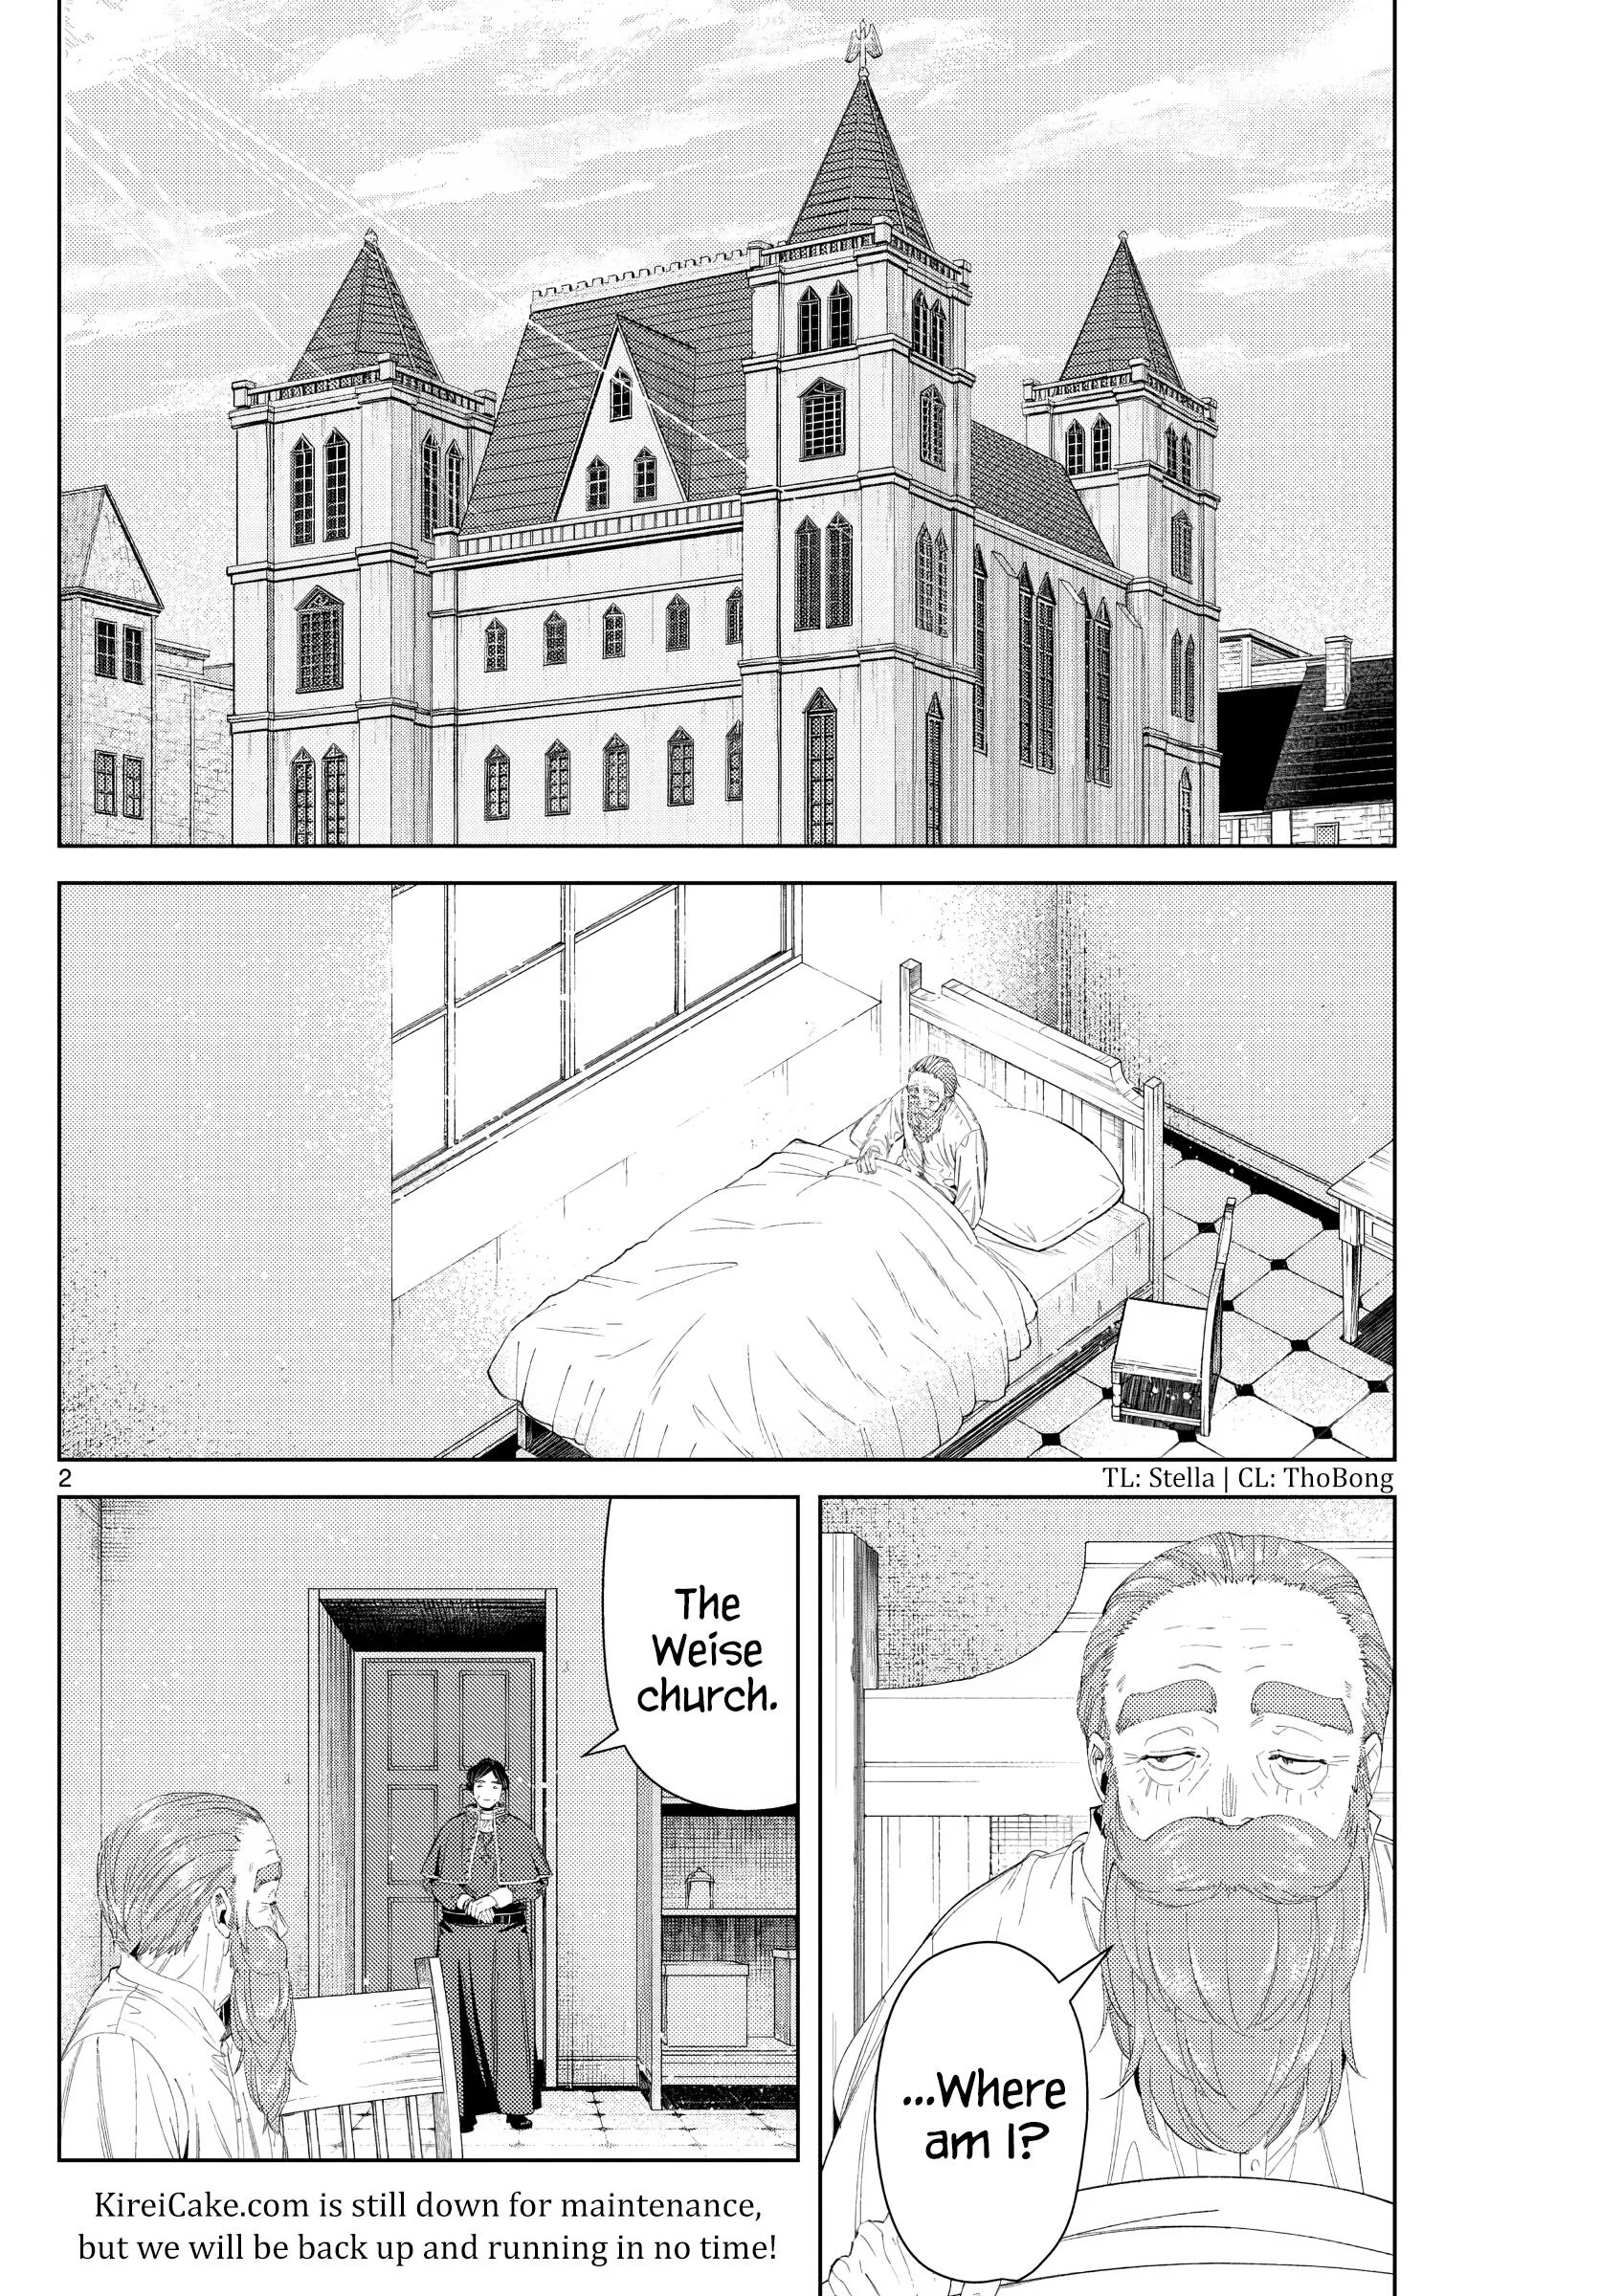 2
TL: Stella | CL: ThoBong
...Where
am I?
The
Weise
church.
KireiCake.com is still down for maintenance,
but we will be back up and running in no time!